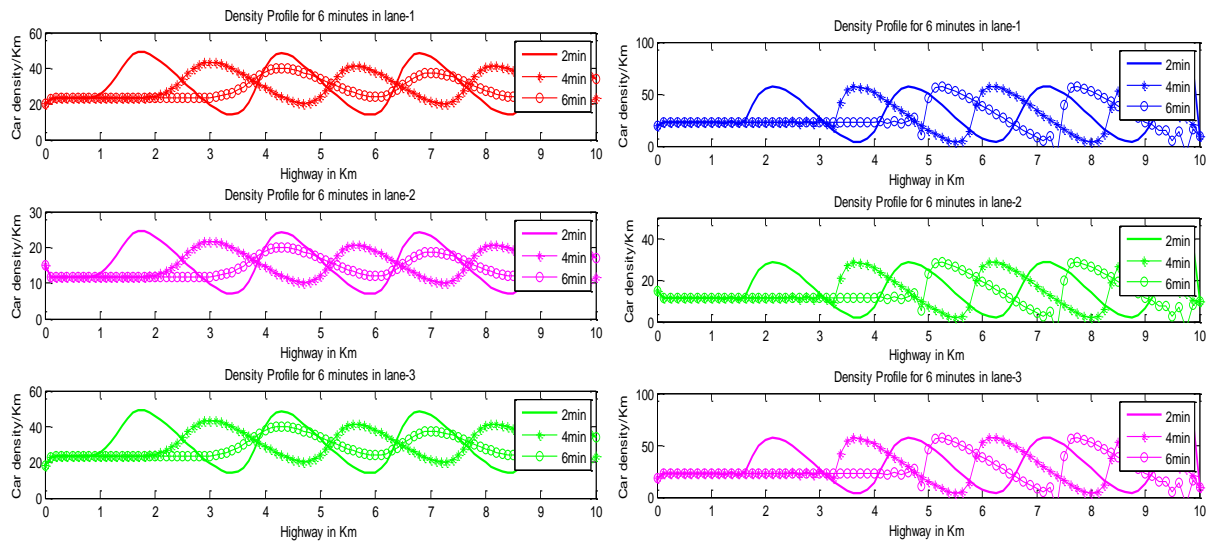 Density Profile for 6 minutes in lane-1
Car density/Km
60
40
20
0
2min
4min
6min
0 1 2 3 4 5 6 7 8 9 10
Highway in Km
Density Profile for 6 minutes in lane-2
Car density/Km
30
20
10
0
2min
4min
6min
0 1 2 3 4 5 6 7 8 9 10
Highway in Km
Density Profile for 6 minutes in lane-3
Car density/Km
60
40
20
0
2min
4min
6min
0 1 2 3 4 5 6 7 8 9 10
Highway in Km
Density Profile for 6 minutes in lane-1
Car density/Km
100
50
0
2min
4min
6min
0 1 2 3 4 5 6 7 8 9 10
Highway in Km
Density Profile for 6 minutes in lane-2
Car density/Km
40
20
0
2min
4min
6min
0 1 2 3 4 5 6 7 8 9 10
Highway in Km
Density Profile for 6 minutes in lane-3
Car density/Km
100
50
0
2min
4min
6min
0 1 2 3 4 5 6 7 8 9 10
Highway in Km